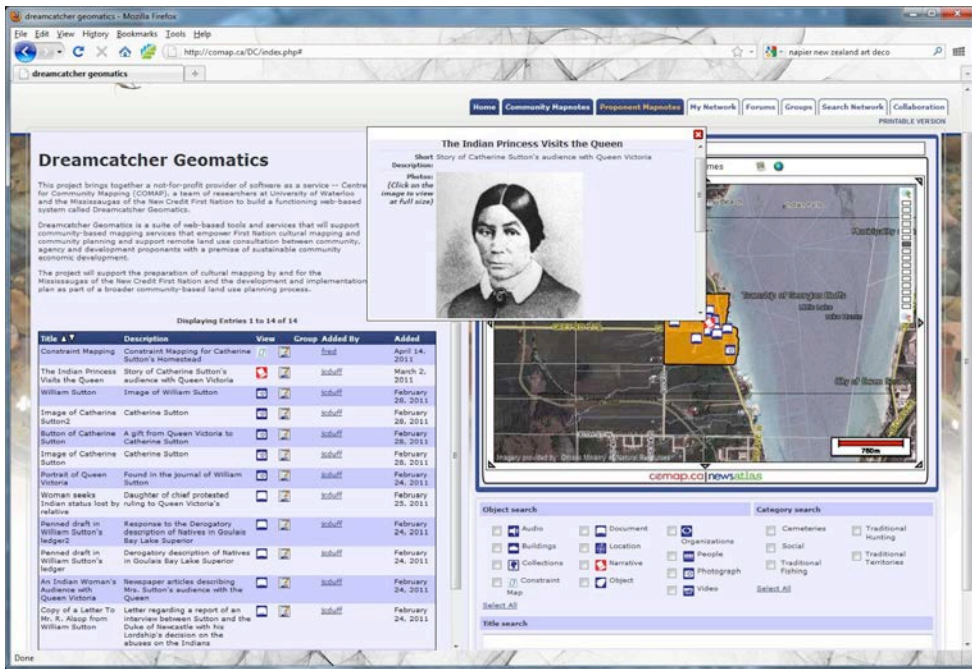 dreamcatcher geomatics - Mozilla Firefox
File Edit View History Bookmarks Tools Help
http://comap.ca/DC/index.php#
napier new zealand art deco
dreamcatcher geomatics
Home Community Mapnotes Proponent Mapnotes My Network Forums Groups Search Network Collaboration
PRINTABLE VERSION
The Indian Princess Visits the Queen
Short Description: Story of Catherine Sutton's audience with Queen Victoria
Photos:
(Click on the
image to view
at full size)
Dreamcatcher Geomatics
This project brings together a not-for-profit provider of software as a service -- Centre
for Community Mapping (COMAP), a team of researchers at University of Waterloo
and the Mississaugas of the New Credit First Nation to build a functioning web-based
system called Dreamcatcher Geomatics.
Dreamcatcher Geomatics is a suite of web-based tools and services that will support
community-based mapping services that empower First Nation cultural mapping and
community planning and support remote land use consultation between community,
agency and development proponents with a premise of sustainable community
economic development.
The project will support the preparation of cultural mapping by and for the
Mississaugas of the New Credit First Nation and the development and implementation
plan as part of a broader community-based land use planning process.
Displaying Entries 1 to 14 of 14
Title Description View Group Added By Added
Constraint Mapping Constraint Mapping for Catherine Sutton's Homestead fred April 14, 2011
The Indian Princess Visits the Queen Story of Catherine Sutton's audience with Queen Victoria jcduff March 2, 2011
William Sutton Image of William Sutton jcduff February 28, 2011
Image of Catherine Sutton2 Catherine Sutton jcduff February 28, 2011
Button of Catherine Sutton A gift from Queen Victoria to Catherine Sutton jcduff February 28, 2011
Image of Catherine Sutton Catherine Sutton jcduff February 28, 2011
Portrait of Queen Victoria Found in the journal of William Sutton jcduff February 24, 2011
Woman seeks Indian status lost by relative Daughter of chief protested ruling to Queen Victoria's jcduff February 25, 2011
Penned draft in William Sutton's ledger2 Response to the Derogatory description of Natives in Goulais Bay Lake Superior jcduff February 24, 2011
Penned draft in William Sutton's ledger Derogatory description of Natives in Goulais Bay Lake Superior jcduff February 24, 2011
An Indian Woman's Audience with Queen Victoria Newspaper articles describing Mrs. Sutton's audience with the Queen jcduff February 24, 2011
Copy of a Letter To Mr. R. Alsop from William Sutton Letter regarding a report of an interview between Sutton and the Duke of Newcastle with his Lordship's decision on the abuses on the Indians jcduff February 24, 2011
Township of Georgian Bluffs
Little Lake
City of Owen
750m
comap.ca|newsatlas
Object search
Audio
Buildings
Collections
Constraint Map
Document
Location
Narrative
Object
Organizations
People
Photograph
Video
Select All
Category search
Cemeteries
Social
Traditional Fishing
Traditional Hunting
Traditional Territories
Select All
Title search
Done